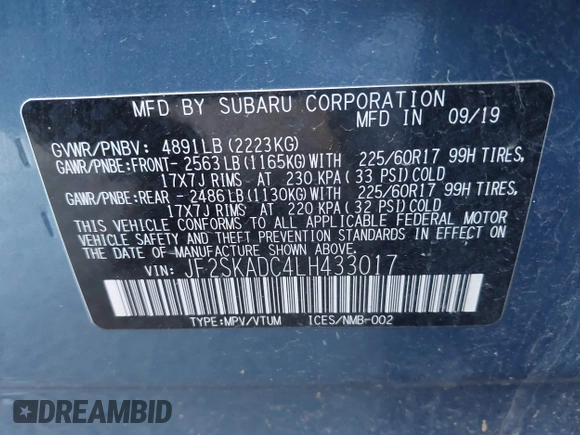 MFD BY SUBARU CORPORATION
MFD IN 09/19
GVWR/PNBV: 4891LB(2223KG)
GAWR/PNBE:FRONT- 2563LB(1165KG)WITH 225/60R17 99H TIRES,
17X7J RIMS AT 230 KPA(33 PSI)COLD
GAWR/PNBE:REAR - 2486LB(1130KG)WITH 225/60R17 99H TIRES,
17X7J RIMS AT 220 KPA(32 PSI)COLD
THIS VEHICLE CONFORMS TO ALL APPLICABLE FEDERAL MOTOR
VEHICLE SAFETY AND THEFT PREVENTION STANDARDS IN EFFECT ON
THE DATE OF MANUFACTURE SHOWN ABOVE.
VIN: JF2SKADC4LH433017
TYPE:MPV/VTUM ICES/NMB-002
DREAMBID